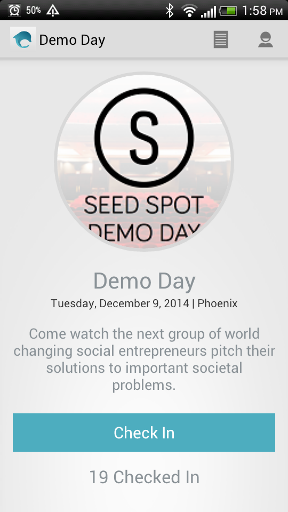 50% 1:58 PM
Demo Day
S
SEED SPOT
DEMO DAY
Demo Day
Tuesday, December 9, 2014 | Phoenix
Come watch the next group of world
changing social entrepreneurs pitch their
solutions to important societal
problems.
Check In
19 Checked In